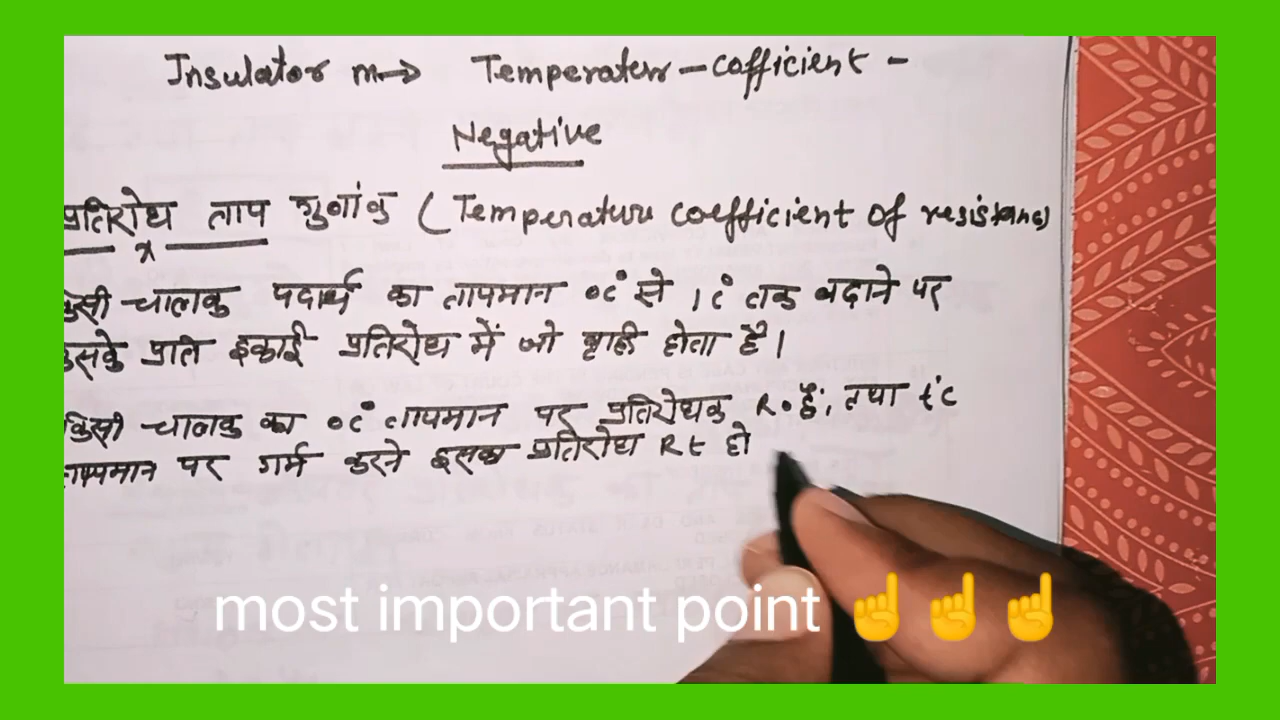 Insulator में → Temperature - cofficient -
Negative
प्रतिरोध ताप गुणांक ( Temperature coefficient of resistance)
x
किसी चालक पदार्थ का तापमान 0°C से 1°C तक बढाने पर
उसके प्रति इकाई प्रतिरोध में जो होता है।
किसी चालक का 0°C तापमान पर प्रतिरोधक R० है, तथा t°C
तापमान पर गर्म करने इसका प्रतिरोध Rt हो
most important point ☝☝☝